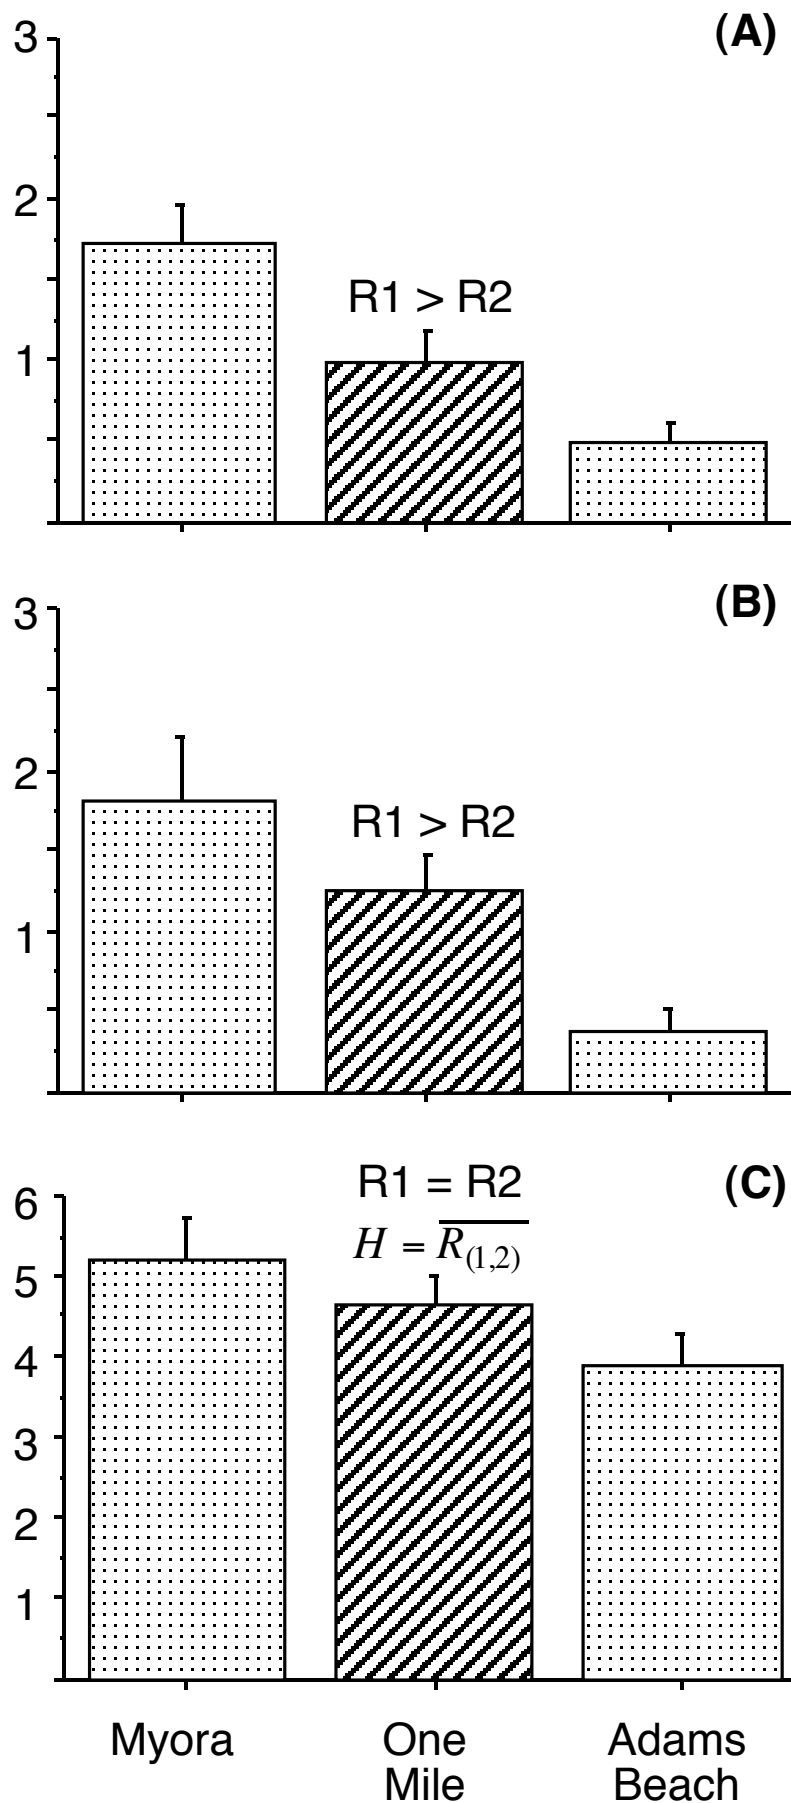 (A)
3
2
1
R1 > R2
(B)
3
2
1
R1 > R2
(C)
R1 = R2
H = R(1,2)
6
5
4
3
2
1
Myora
One
Mile
Adams
Beach